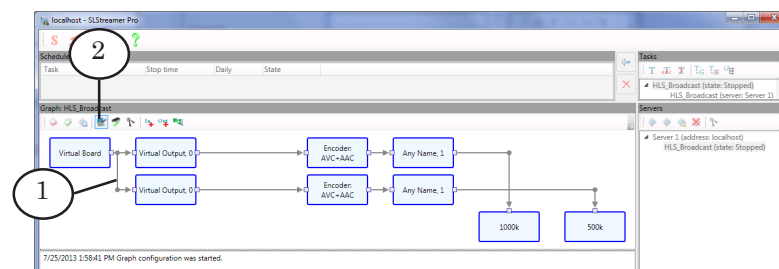 localhost - SLStreamer Pro
S
?
2
Schedule
Task Stop time Daily State
Tasks
HLS_Broadcast (state: Stopped)
HLS_Broadcast (server: Server 1)
Graph: HLS_Broadcast
In Out
Servers
Server 1 (address: localhost)
HLS_Broadcast (state: Stopped)
Virtual Board
Virtual Output, 0
Encoder: AVC+AAC
Any Name, 1
1
Virtual Output, 0
Encoder: AVC+AAC
Any Name, 1
1000k
500k
7/25/2013 1:58:41 PM Graph configuration was started.